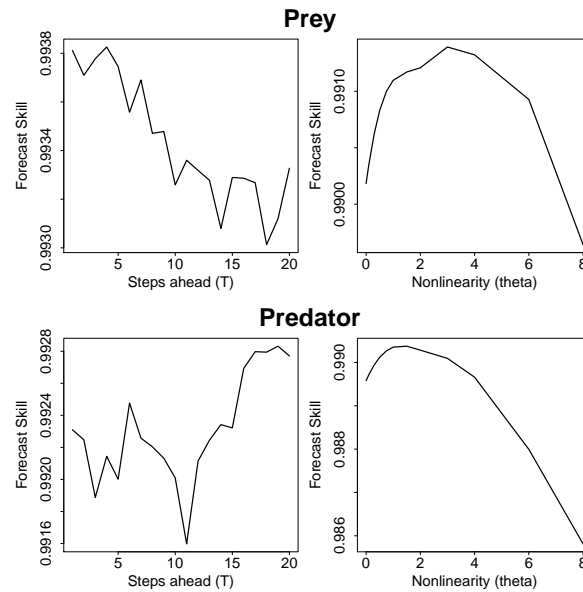 Prey
Forecast Skill
0.9930 0.9934 0.9938
5 10 15 20
Steps ahead (T)
Forecast Skill
0.9900 0.9910
0 2 4 6 8
Nonlinearity (theta)
Predator
Forecast Skill
0.9916 0.9920 0.9924 0.9928
5 10 15 20
Steps ahead (T)
Forecast Skill
0.986 0.988 0.990
0 2 4 6 8
Nonlinearity (theta)